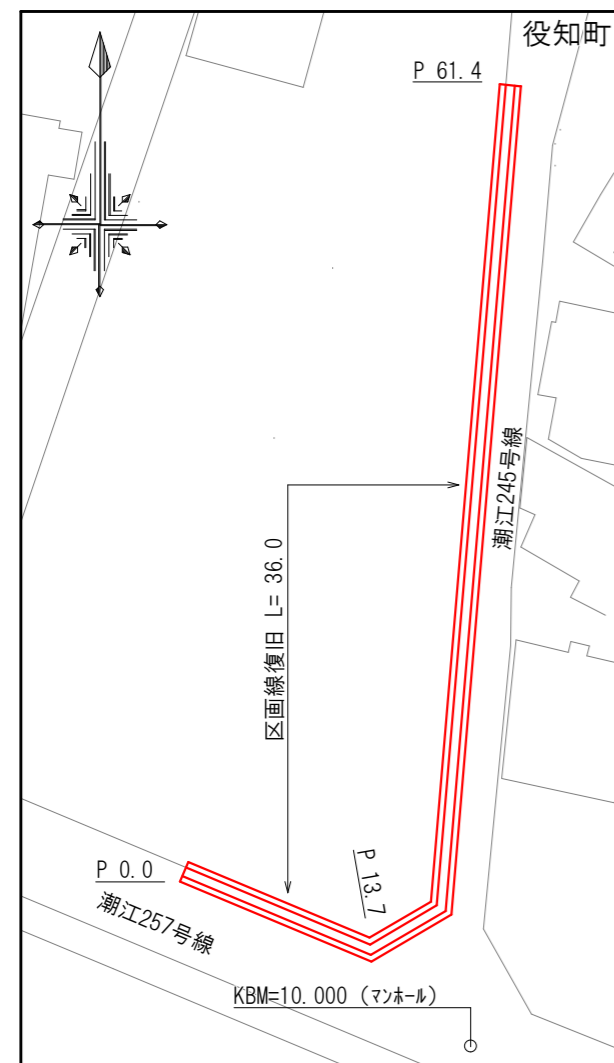 役知町
P 61.4
潮江245号線
区画線復旧 L= 36.0
P 0.0
P 13.7
潮江257号線
KBM=10.000 (マンホール)